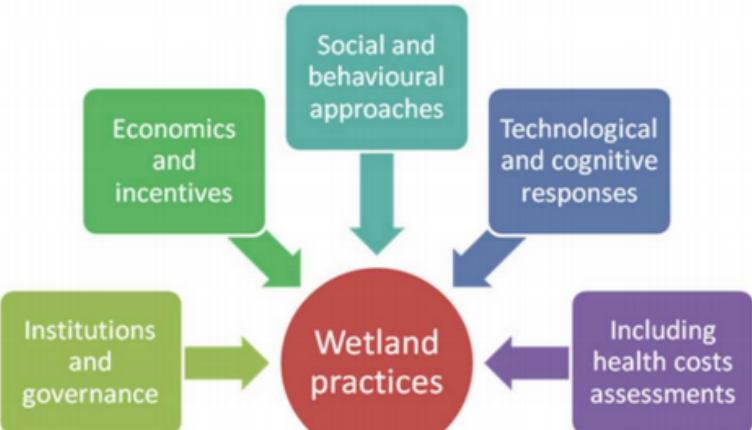 Social and
behavioural
approaches
Economics
and
incentives
Technological
and cognitive
responses
Institutions
and
governance
Wetland
practices
Including
health costs
assessments